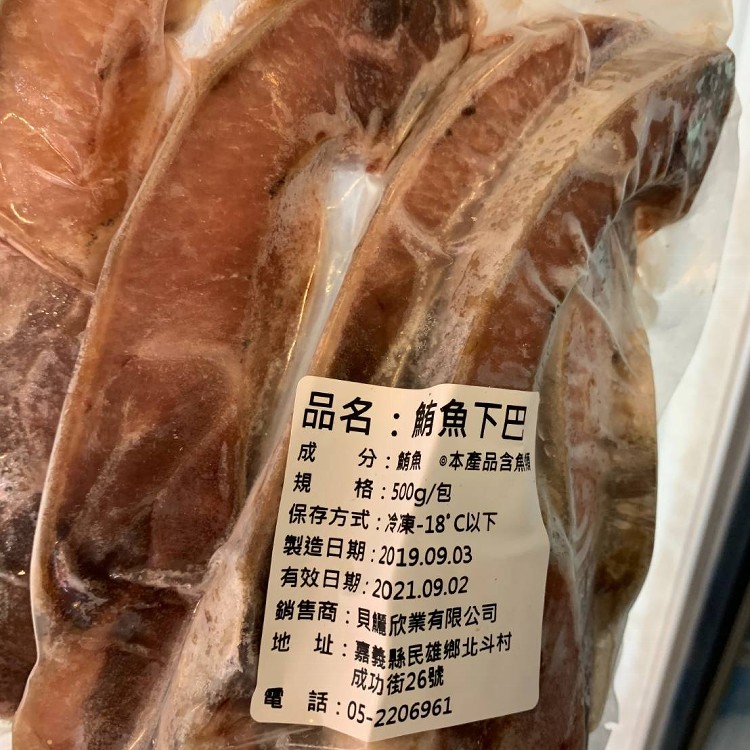 品名：鮪魚下巴
成分：鮪魚 ◎本產品含魚類
規格：500g/包
保存方式：冷凍-18°C以下
製造日期：2019.09.03
有效日期：2021.09.02
銷售商：貝儷欣業有限公司
地址：嘉義縣民雄鄉北斗村
成功街26號
電話：05-2206961